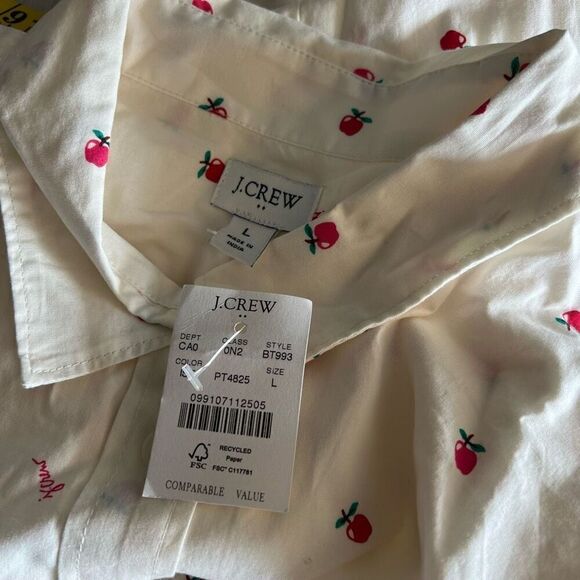 J.CREW
L
MADE IN
INDIA
J.CREW
DEPT CLASS STYLE
CA0 0N2 BT993
COLOR SIZE
PT4825 L
099107112505
FSC
RECYCLED
Paper
FSC® C117781
COMPARABLE VALUE